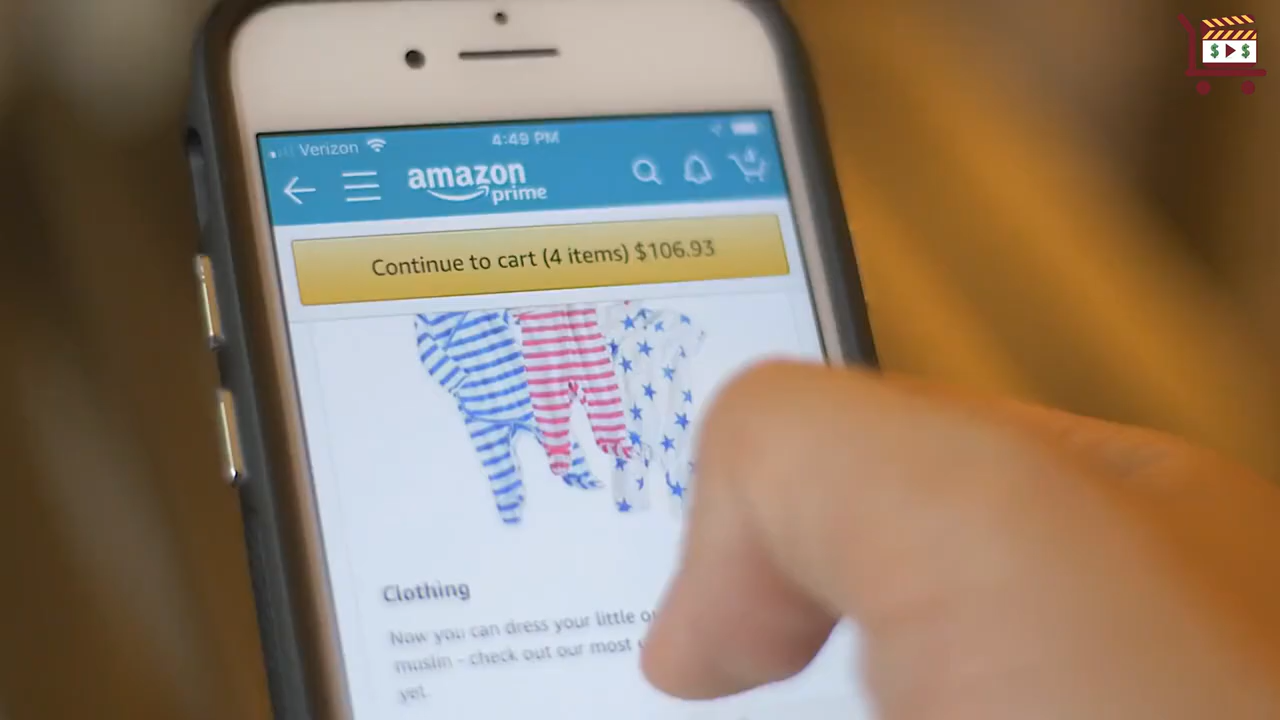 Verizon
4:49 PM
amazon
prime
4
Continue to cart (4 items) $106.93
Clothing
Now you can dress your little
muslin - check out our most
yet.
$ $